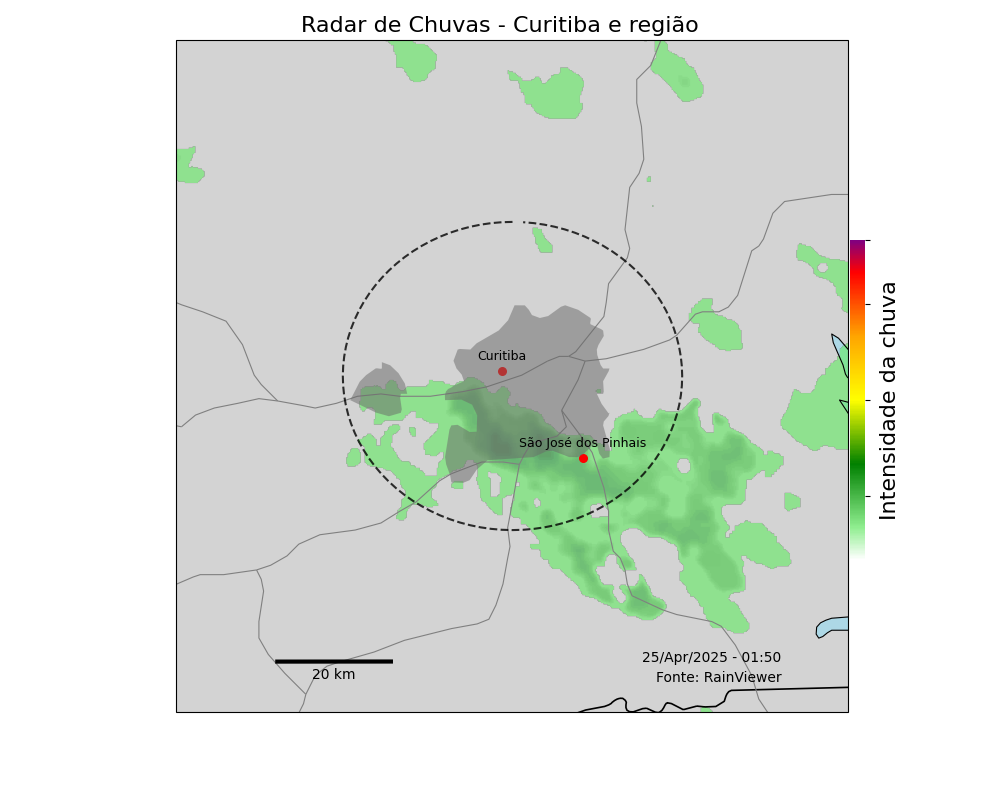 Radar de Chuvas - Curitiba e região
Curitiba
São José dos Pinhais
Intensidade da chuva
20 km
25/Apr/2025 - 01:50
Fonte: RainViewer